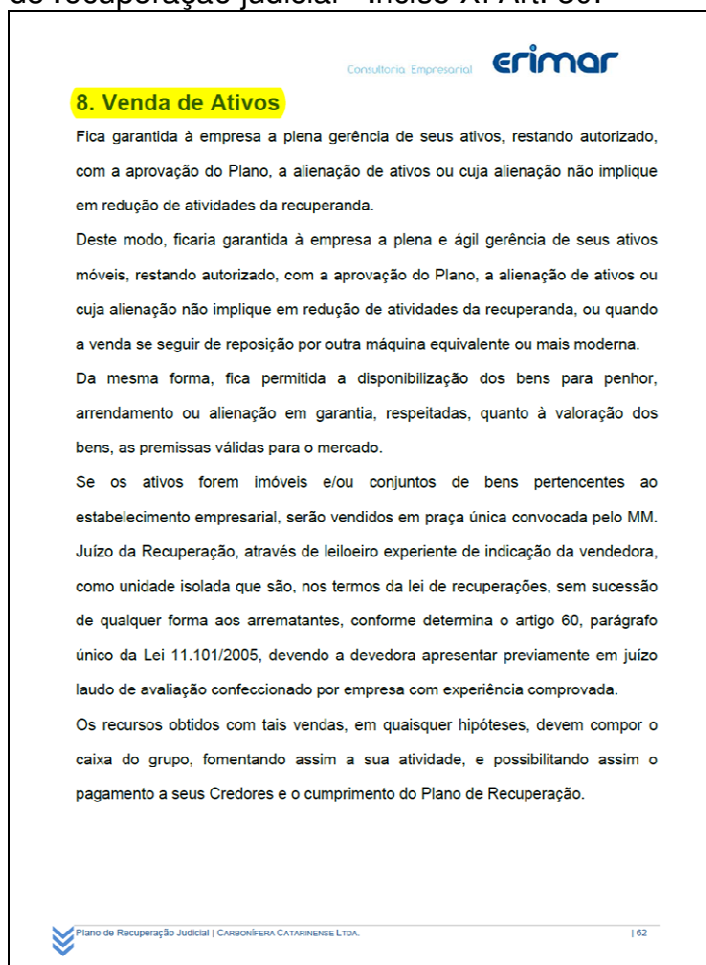 Consultoria Empresarial erimar
8. Venda de Ativos
Fica garantida à empresa a plena gerência de seus ativos, restando autorizado,
com a aprovação do Plano, a alienação de ativos ou cuja alienação não implique
em redução de atividades da recuperanda.
Deste modo, ficaria garantida à empresa a plena e ágil gerência de seus ativos
móveis, restando autorizado, com a aprovação do Plano, a alienação de ativos ou
cuja alienação não implique em redução de atividades da recuperanda, ou quando
a venda se seguir de reposição por outra máquina equivalente ou mais moderna.
Da mesma forma, fica permitida a disponibilização dos bens para penhor,
arrendamento ou alienação em garantia, respeitadas, quanto à valoração dos
bens, as premissas válidas para o mercado.
Se os ativos forem imóveis e/ou conjuntos de bens pertencentes ao
estabelecimento empresarial, serão vendidos em praça única convocada pelo MM.
Juízo da Recuperação, através de leiloeiro experiente de indicação da vendedora,
como unidade isolada que são, nos termos da lei de recuperações, sem sucessão
de qualquer forma aos arrematantes, conforme determina o artigo 60, parágrafo
único da Lei 11.101/2005, devendo a devedora apresentar previamente em juízo
laudo de avaliação confeccionado por empresa com experiência comprovada.
Os recursos obtidos com tais vendas, em quaisquer hipóteses, devem compor o
caixa do grupo, fomentando assim a sua atividade, e possibilitando assim o
pagamento a seus Credores e o cumprimento do Plano de Recuperação.
Plano de Recuperação Judicial | CARBONÍFERA CATARINENSE LTDA. | 62